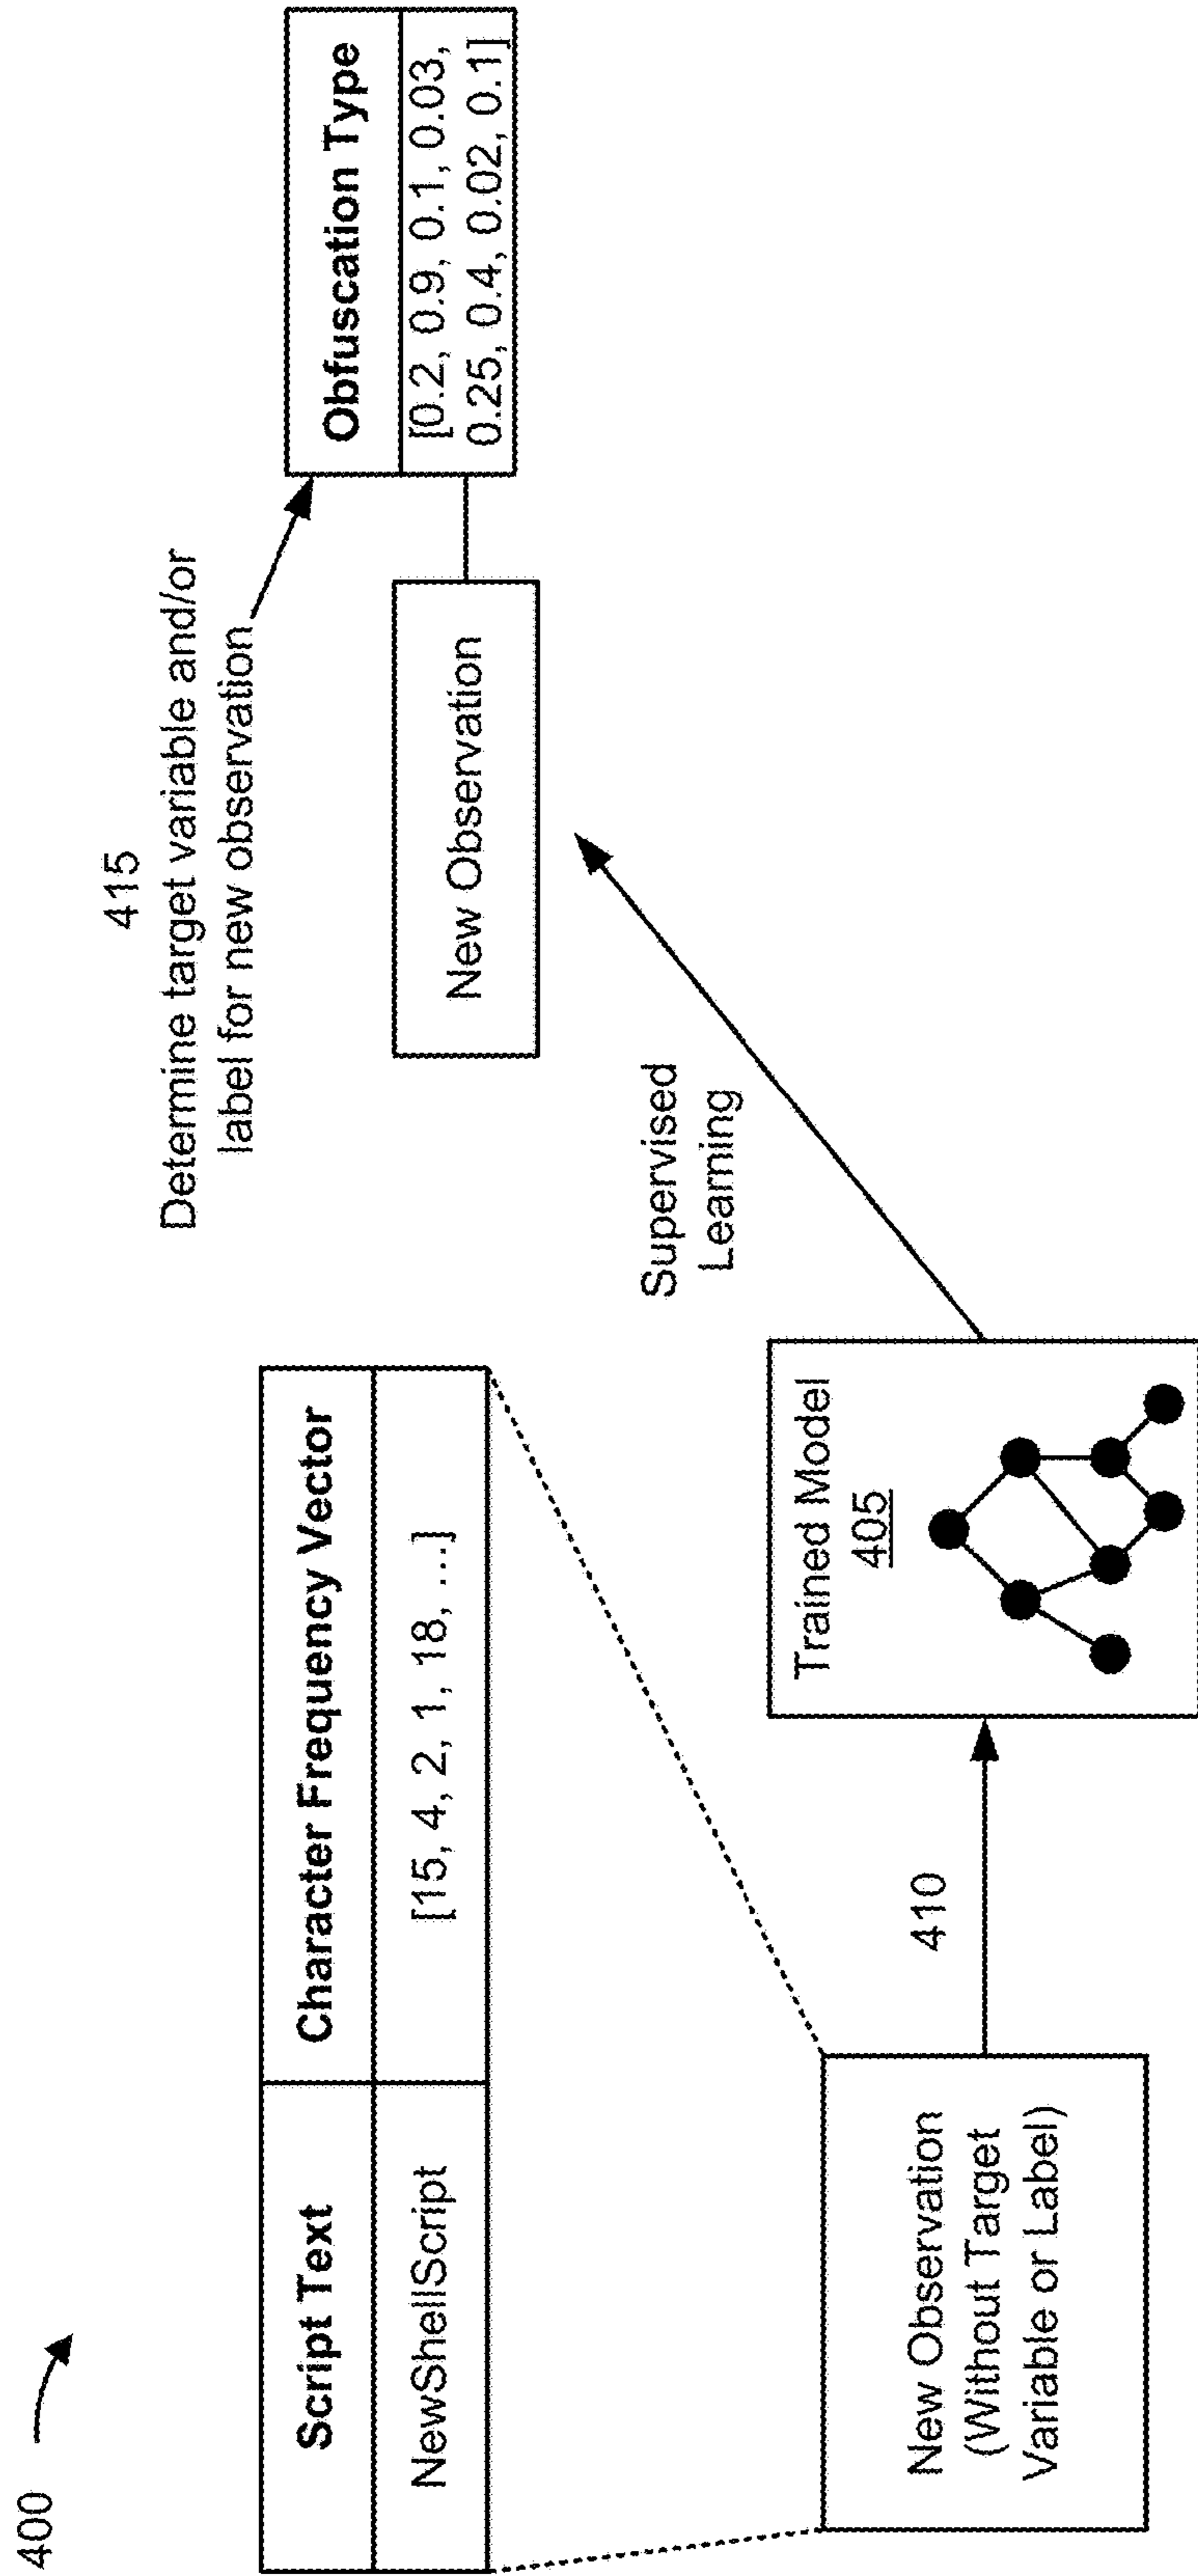 400
Script Text
Character Frequency Vector
NewShellScript
[15, 4, 2, 1, 18, ...]
New Observation
(Without Target
Variable or Label)
410
Trained Model
405
Supervised
Learning
415
Determine target variable and/or
label for new observation
New Observation
Obfuscation Type
[0.2, 0.9, 0.1, 0.03,
0.25, 0.4, 0.02, 0.1]